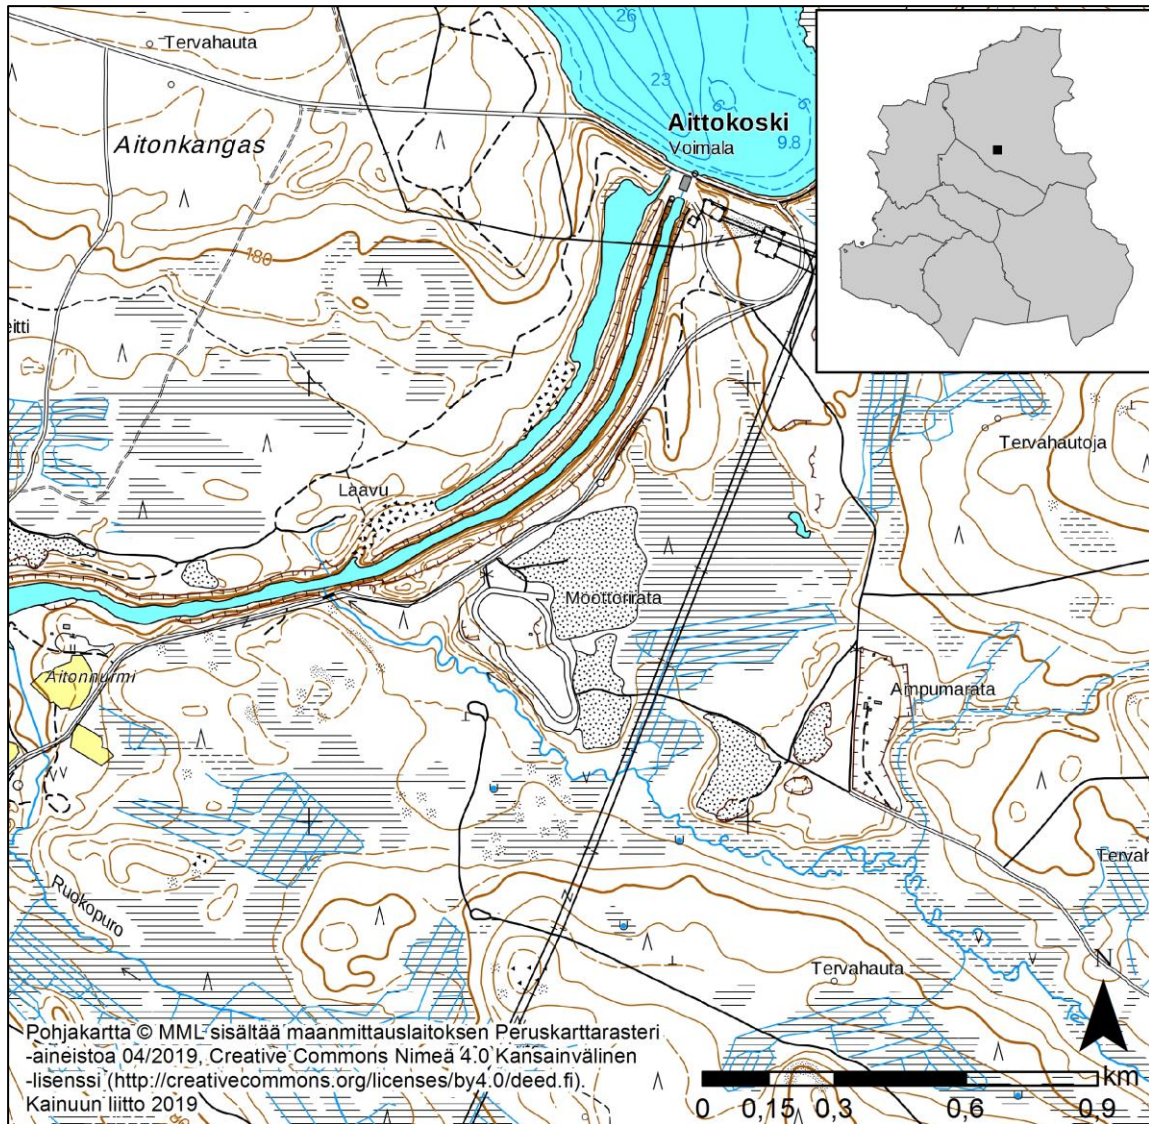 26
Tervahauta
23
Aittokoski
Voimala
9.8
Aitonkangas
180
eitti
Tervahautoja
Laavu
Moottorirata
Aitonnurmi
Ampumarata
Tervah
Ruokopuro
Tervahauta
N
Pohjakartta © MML sisältää maanmittauslaitoksen Peruskarttarasteri
-aineistoa 04/2019, Creative Commons Nimeä 4.0 Kansainvälinen
-lisenssi (http://creativecommons.org/licenses/by4.0/deed.fi).
Kainuun liitto 2019
km
0 0,15 0,3 0,6 0,9